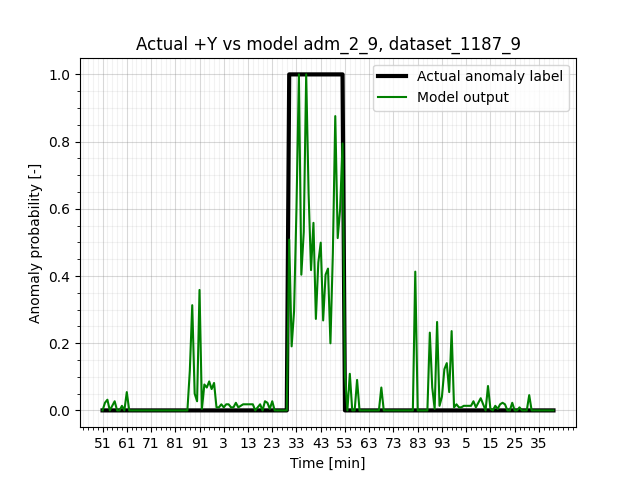 Actual +Y vs model adm_2_9, dataset_1187_9
Actual anomaly label
Model output
Anomaly probability [-]
1.0
0.8
0.6
0.4
0.2
0.0
51 61 71 81 91 3 13 23 33 43 53 63 73 83 93 5 15 25 35
Time [min]